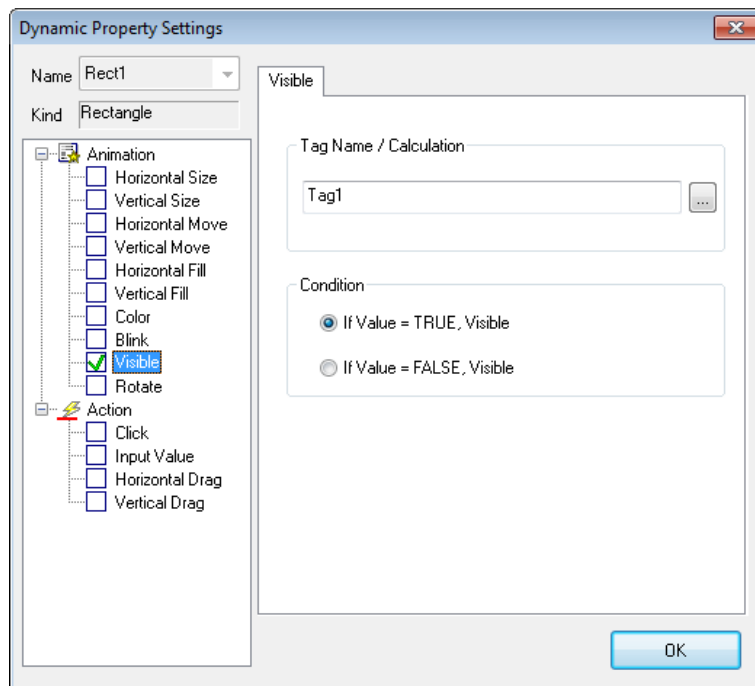 Dynamic Property Settings
Name Rect1
Kind Rectangle
Animation
Horizontal Size
Vertical Size
Horizontal Move
Vertical Move
Horizontal Fill
Vertical Fill
Color
Blink
Visible
Rotate
Action
Click
Input Value
Horizontal Drag
Vertical Drag
Visible
Tag Name / Calculation
Tag1
...
Condition
If Value = TRUE, Visible
If Value = FALSE, Visible
OK